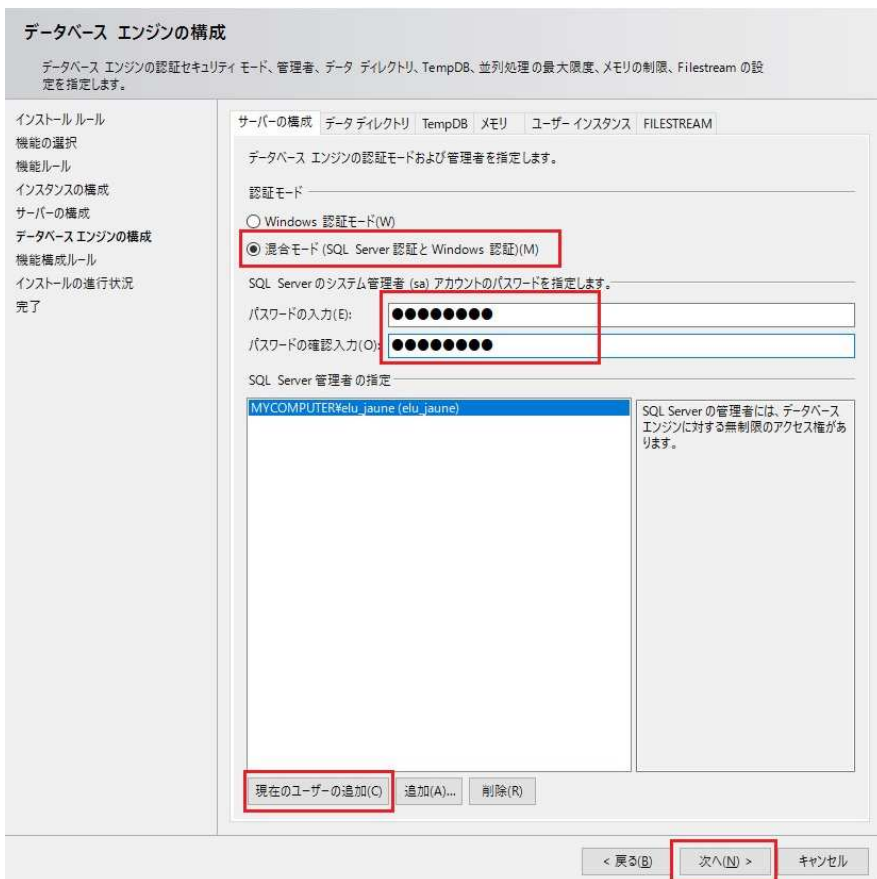 データベース エンジンの構成
データベース エンジンの認証セキュリティ モード、管理者、データ ディレクトリ、TempDB、並列処理の最大限度、メモリの制限、Filestream の設
定を指定します。
インストール ルール
機能の選択
機能ルール
インスタンスの構成
サーバーの構成
データベース エンジンの構成
機能構成ルール
インストールの進行状況
完了
サーバーの構成 データ ディレクトリ TempDB メモリ ユーザー インスタンス FILESTREAM
データベース エンジンの認証モードおよび管理者を指定します。
認証モード
Windows 認証モード(W)
混合モード (SQL Server 認証と Windows 認証)(M)
SQL Server のシステム管理者 (sa) アカウントのパスワードを指定します。
パスワードの入力(E): ●●●●●●●●
パスワードの確認入力(O): ●●●●●●●●
SQL Server 管理者の指定
MYCOMPUTER¥elu_jaune (elu_jaune)
SQL Server の管理者には、データベース
エンジンに対する無制限のアクセス権があ
ります。
現在のユーザーの追加(C) 追加(A)... 削除(R)
< 戻る(B) 次へ(N) > キャンセル